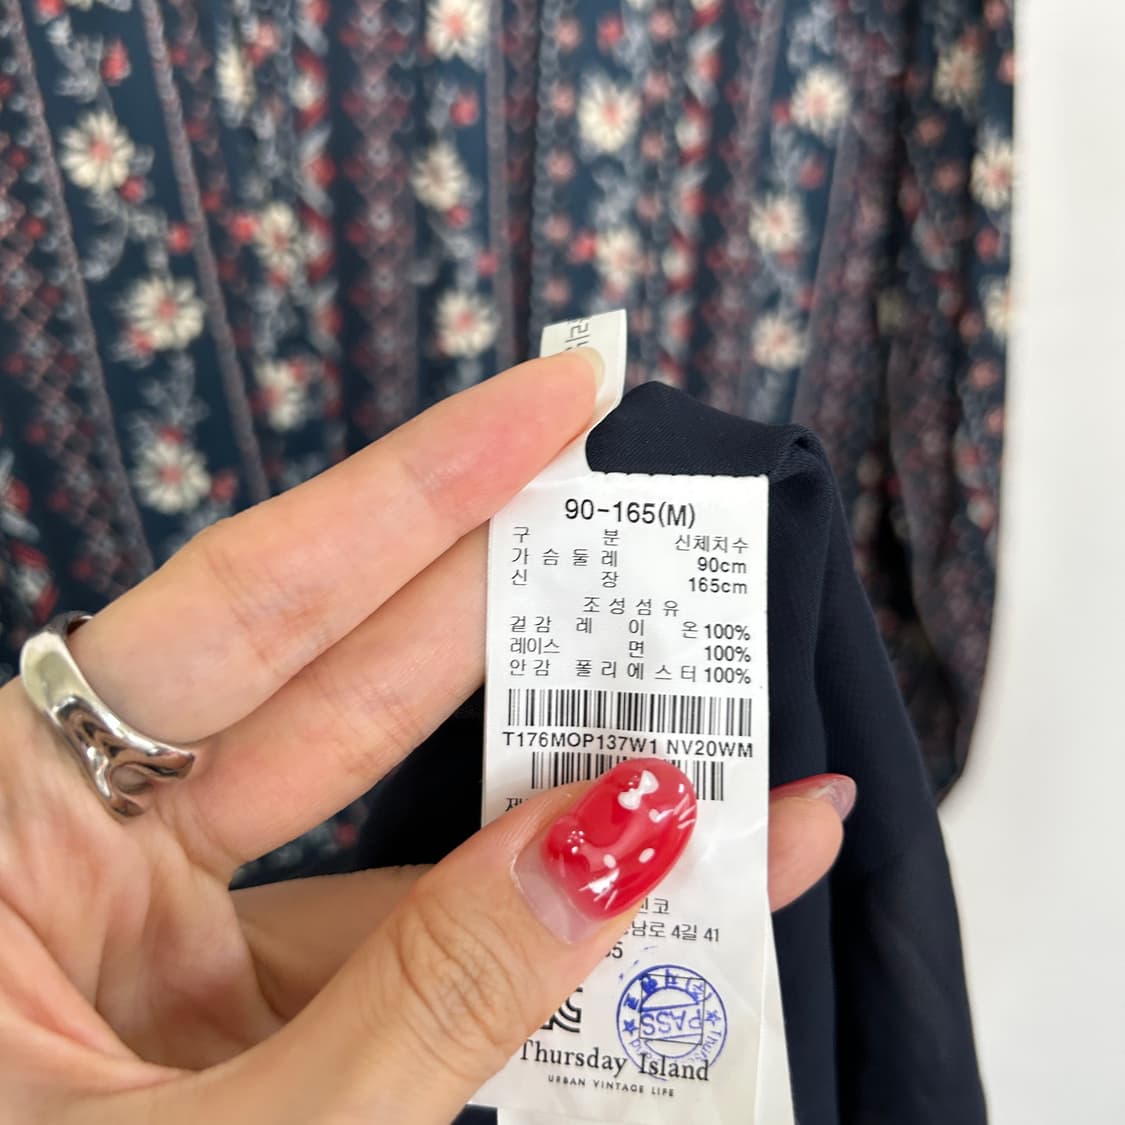 90-165(M)
구 분 신체치수
가 슴 둘 레 90cm
신 장 165cm
조 성 섬 유
겉감 레 이 온 100%
레이스 면 100%
안감 폴 리 에 스 터 100%
T176MOP137W1 NV20WM
남로 4길 41
PASS
Thursday Island
URBAN VINTAGE LIFE